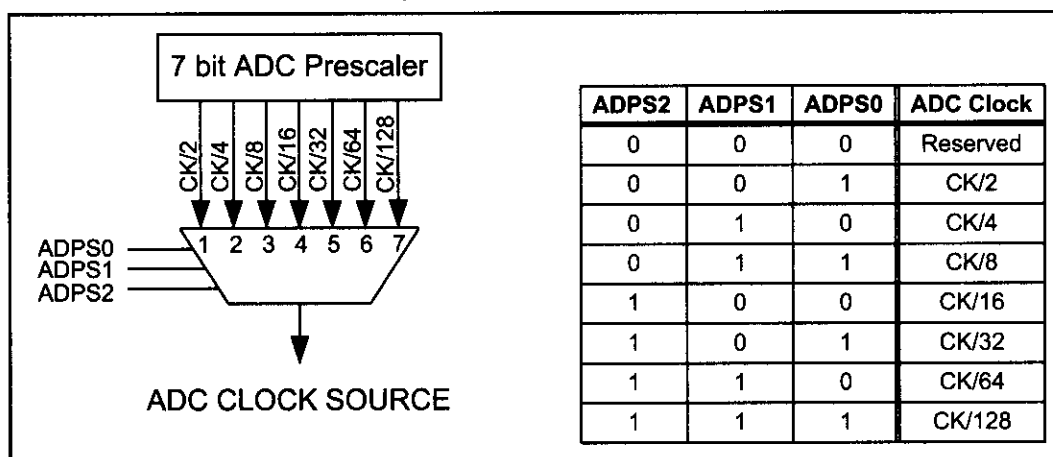 7 bit ADC Prescaler
CK/2
CK/4
CK/8
CK/16
CK/32
CK/64
CK/128
1 2 3 4 5 6 7
ADPS0
ADPS1
ADPS2
ADC CLOCK SOURCE
ADPS2 ADPS1 ADPS0 ADC Clock
0 0 0 Reserved
0 0 1 CK/2
0 1 0 CK/4
0 1 1 CK/8
1 0 0 CK/16
1 0 1 CK/32
1 1 0 CK/64
1 1 1 CK/128